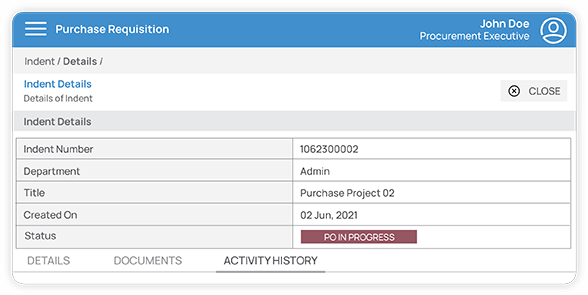 Purchase Requisition
John Doe
Procurement Executive
Indent / Details /
Indent Details
Details of Indent
CLOSE
Indent Details
Indent Number 1062300002
Department Admin
Title Purchase Project 02
Created On 02 Jun, 2021
Status PO IN PROGRESS
DETAILS DOCUMENTS ACTIVITY HISTORY